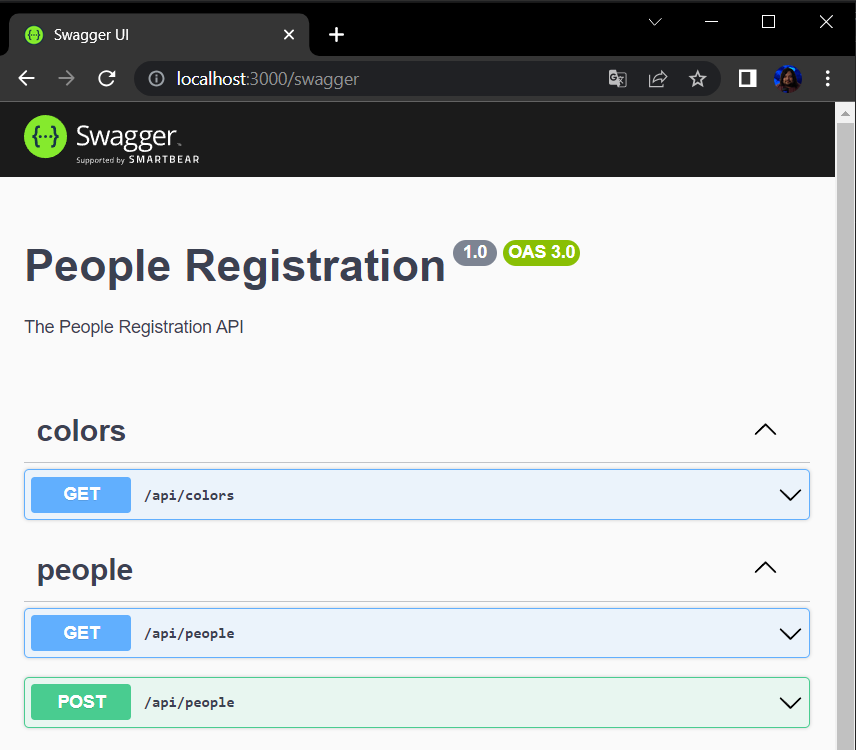 Swagger UI
localhost:3000/swagger
{···} Swagger.
Supported by SMARTBEAR
People Registration 1.0 OAS 3.0
The People Registration API
colors
GET /api/colors
people
GET /api/people
POST /api/people